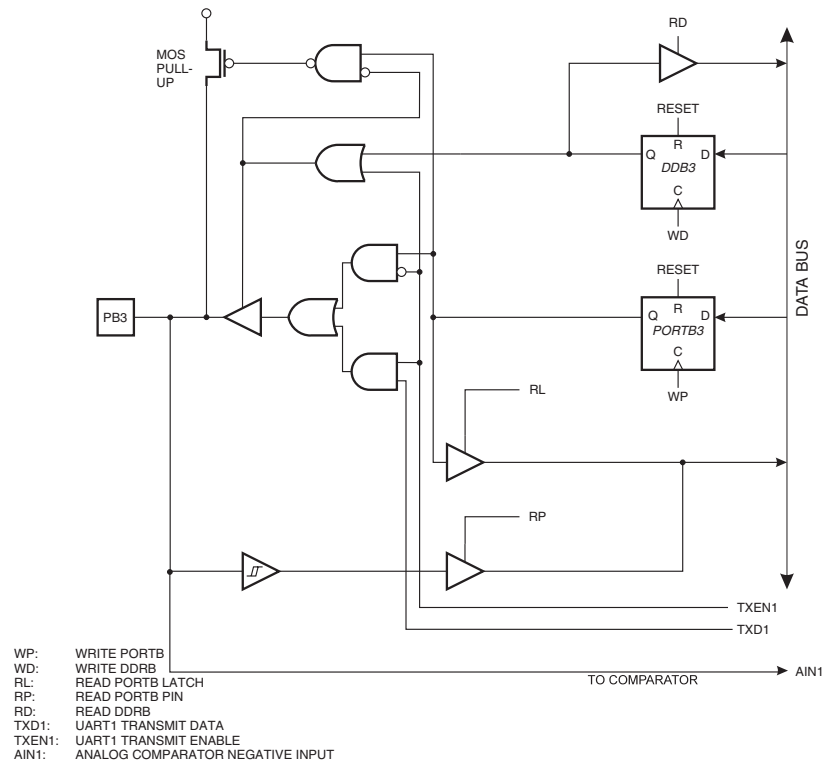 RD
MOS
PULL-
UP
RESET
R
Q D
DDB3
C
WD
RESET
R
Q D
PORTB3
C
WP
DATA BUS
PB3
RL
RP
TXEN1
TXD1
TO COMPARATOR
AIN1
WP: WRITE PORTB
WD: WRITE DDRB
RL: READ PORTB LATCH
RP: READ PORTB PIN
RD: READ DDRB
TXD1: UART1 TRANSMIT DATA
TXEN1: UART1 TRANSMIT ENABLE
AIN1: ANALOG COMPARATOR NEGATIVE INPUT